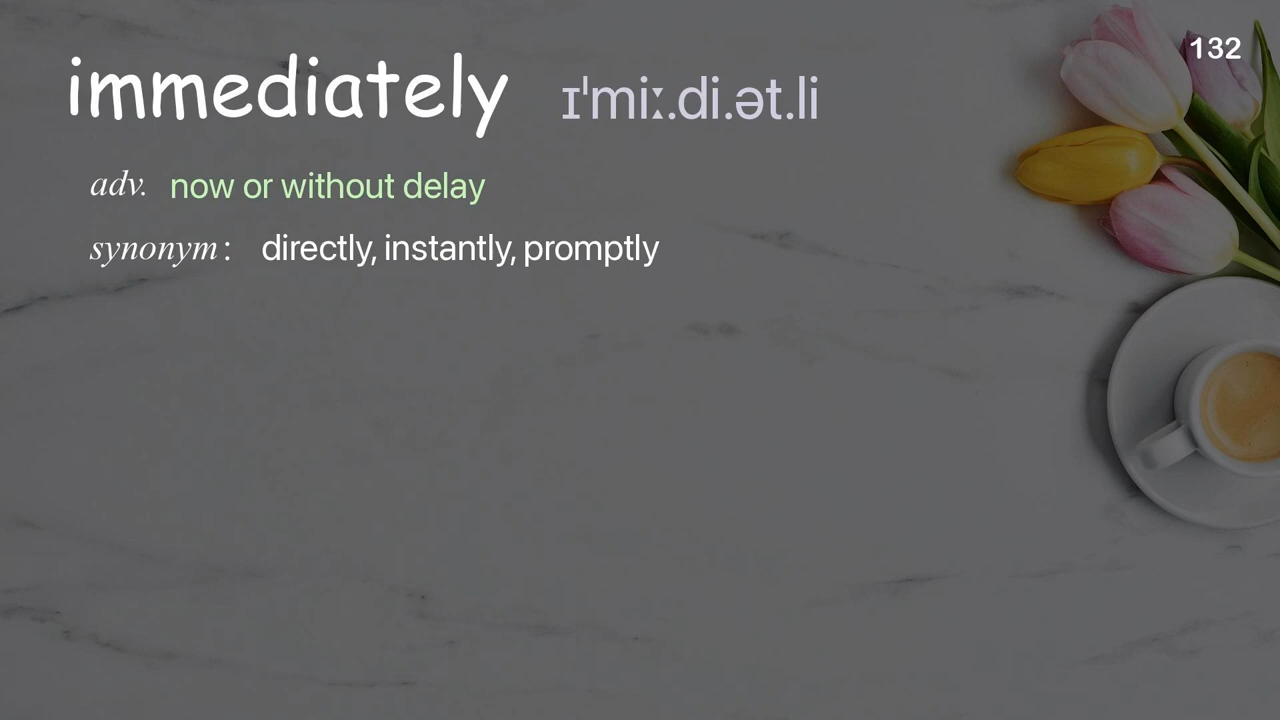 132
immediately ɪˈmiː.di.ət.li
adv. now or without delay
synonym: directly, instantly, promptly